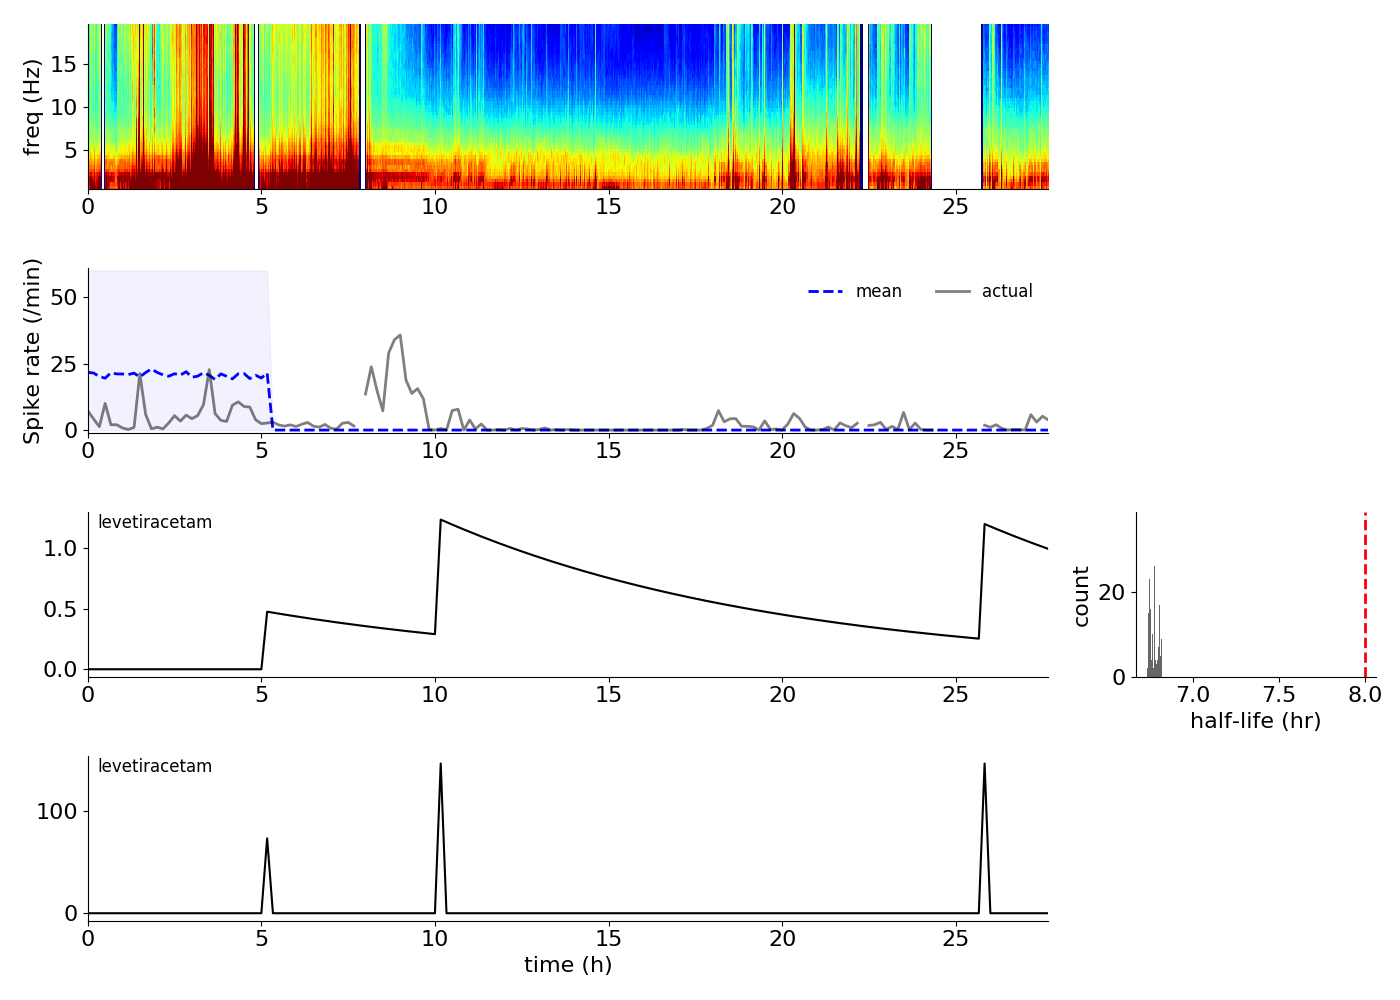 freq (Hz)
15
10
5
0 5 10 15 20 25
Spike rate (/min)
50
25
0
mean actual
0 5 10 15 20 25
levetiracetam
1.0
0.5
0.0
0 5 10 15 20 25
count
20
0
7.0 7.5 8.0
half-life (hr)
levetiracetam
100
0
0 5 10 15 20 25
time (h)